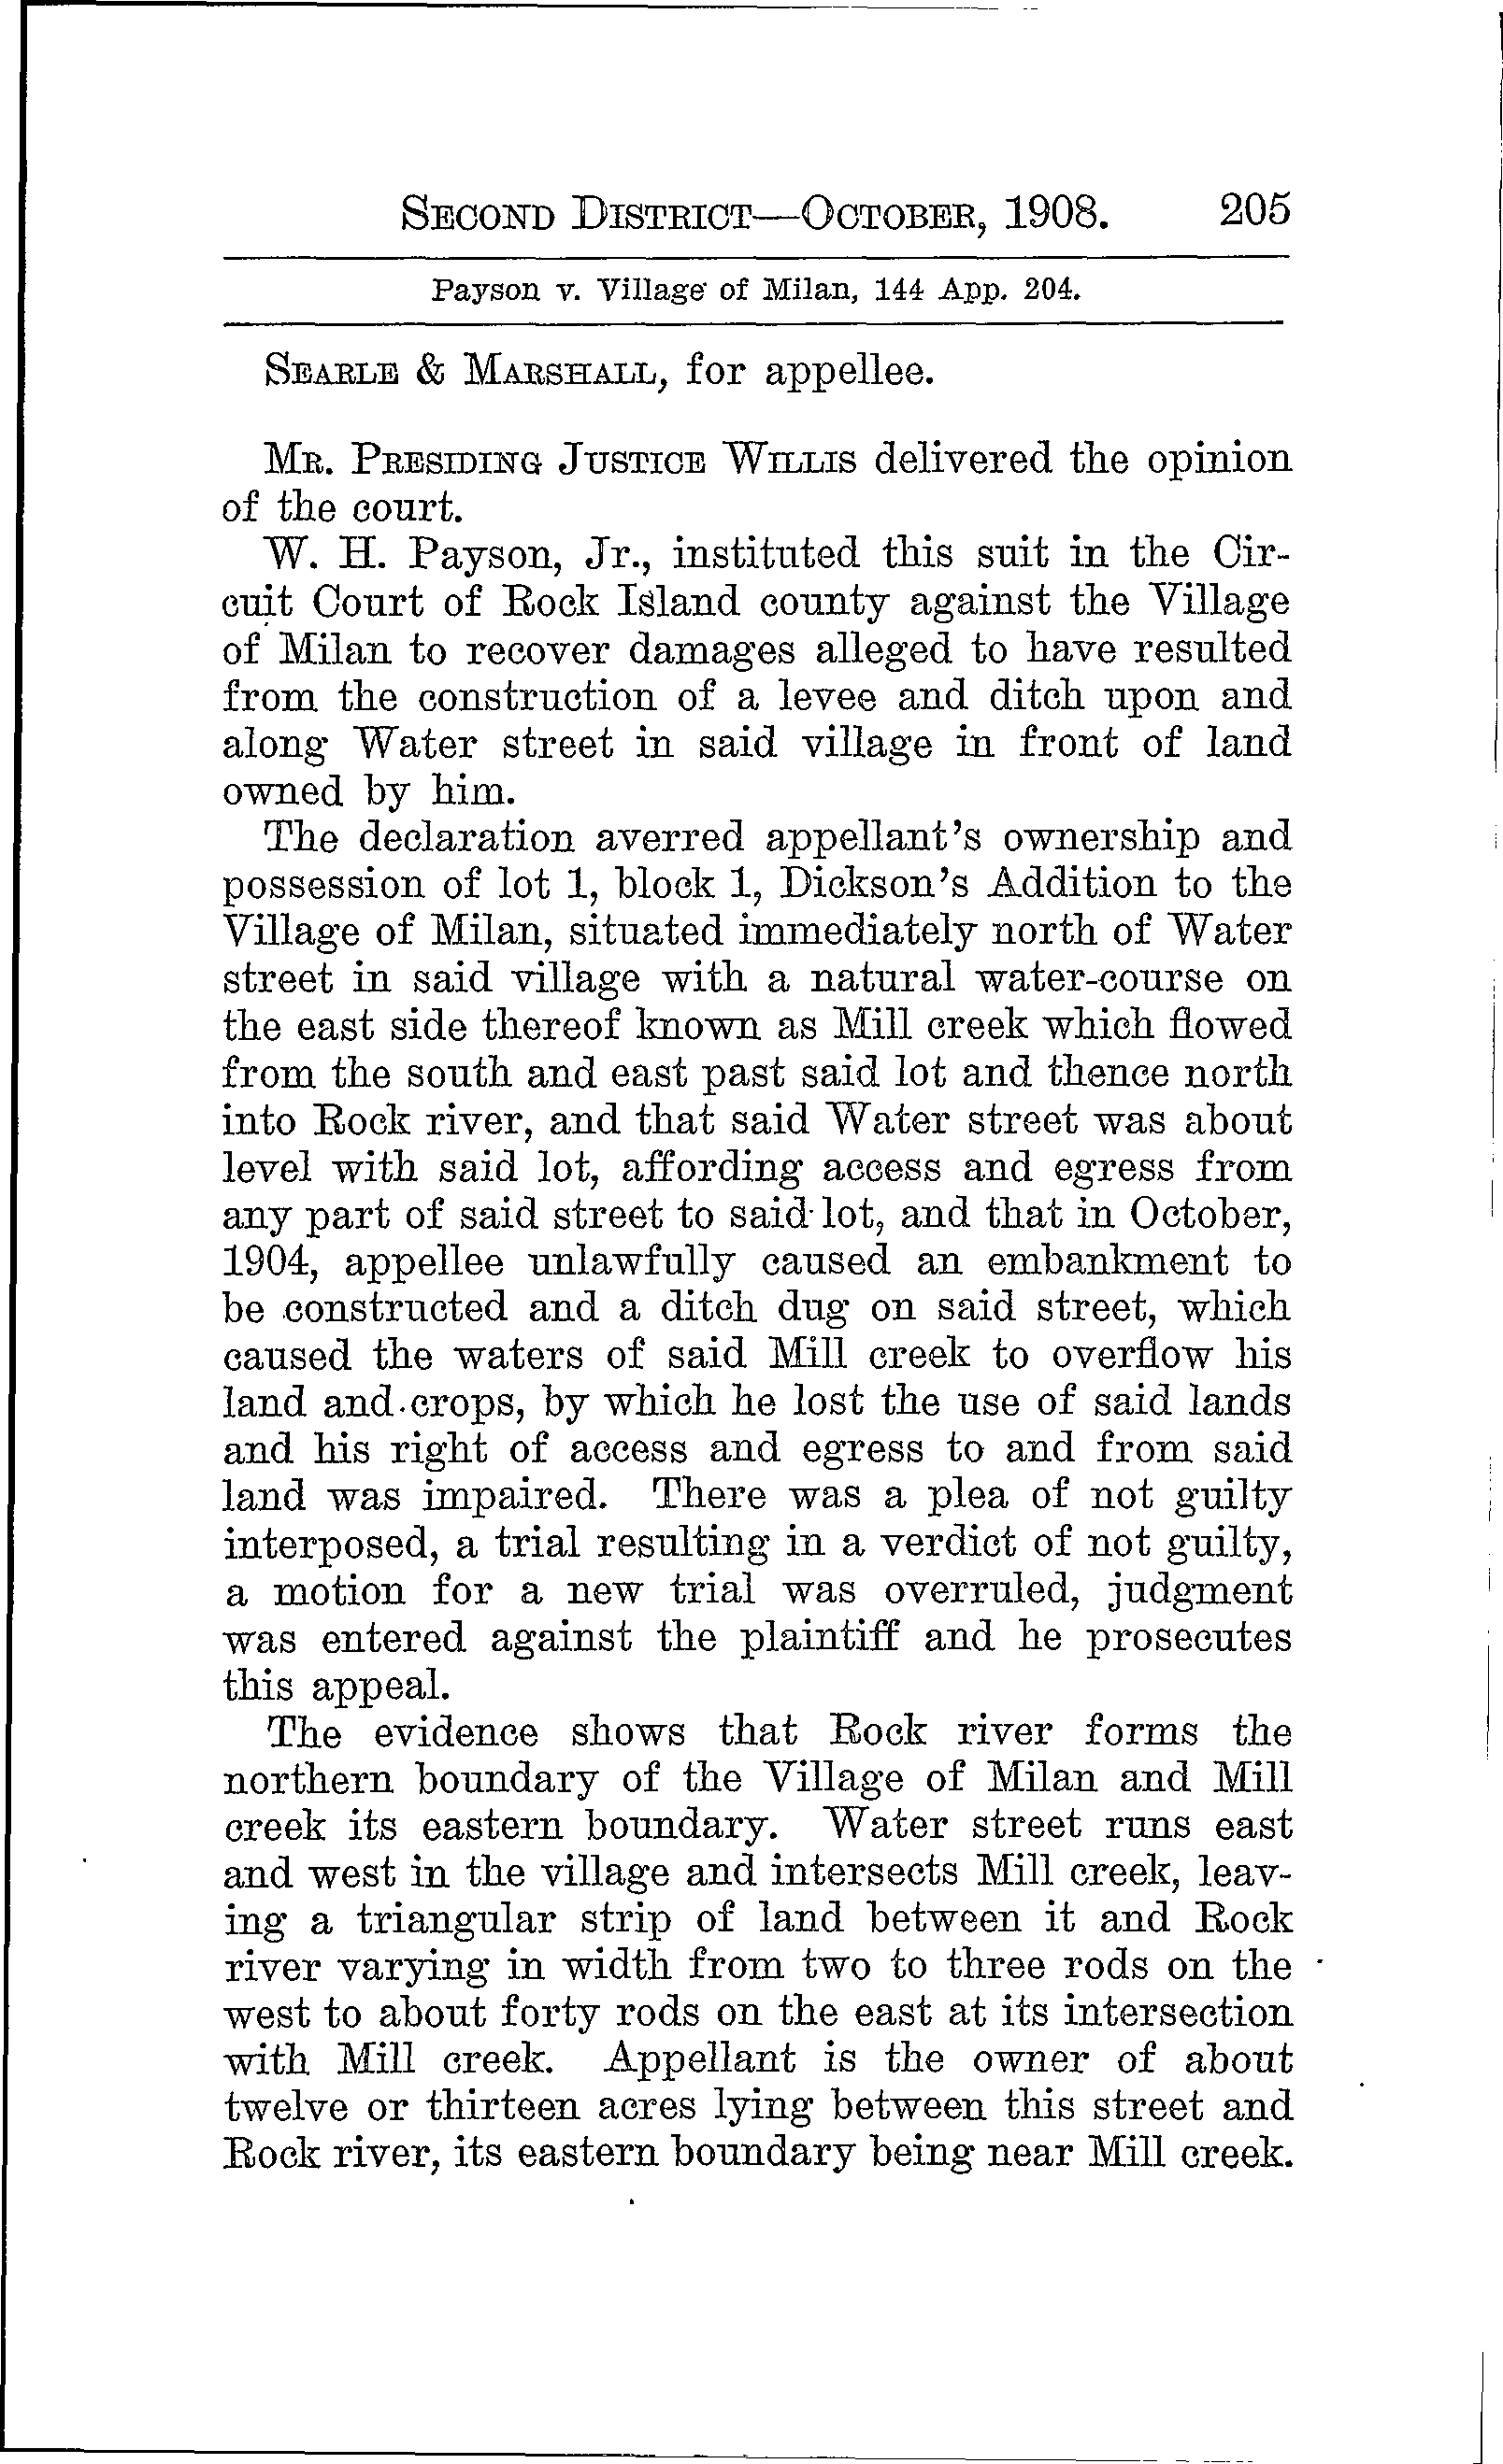 SECOND DISTRICT—OCTOBER, 1908. 205
Payson v. Village of Milan, 144 App. 204.
SEARLE & MARSHALL, for appellee.
MR. PRESIDING JUSTICE WILLIS delivered the opinion
of the court.
W. H. Payson, Jr., instituted this suit in the Cir-
cuit Court of Rock Island county against the Village
of Milan to recover damages alleged to have resulted
from the construction of a levee and ditch upon and
along Water street in said village in front of land
owned by him.
The declaration averred appellant's ownership and
possession of lot 1, block 1, Dickson's Addition to the
Village of Milan, situated immediately north of Water
street in said village with a natural water-course on
the east side thereof known as Mill creek which flowed
from the south and east past said lot and thence north
into Rock river, and that said Water street was about
level with said lot, affording access and egress from
any part of said street to said lot, and that in October,
1904, appellee unlawfully caused an embankment to
be constructed and a ditch dug on said street, which
caused the waters of said Mill creek to overflow his
land and crops, by which he lost the use of said lands
and his right of access and egress to and from said
land was impaired. There was a plea of not guilty
interposed, a trial resulting in a verdict of not guilty,
a motion for a new trial was overruled, judgment
was entered against the plaintiff and he prosecutes
this appeal.
The evidence shows that Rock river forms the
northern boundary of the Village of Milan and Mill
creek its eastern boundary. Water street runs east
and west in the village and intersects Mill creek, leav-
ing a triangular strip of land between it and Rock
river varying in width from two to three rods on the
west to about forty rods on the east at its intersection
with Mill creek. Appellant is the owner of about
twelve or thirteen acres lying between this street and
Rock river, its eastern boundary being near Mill creek.